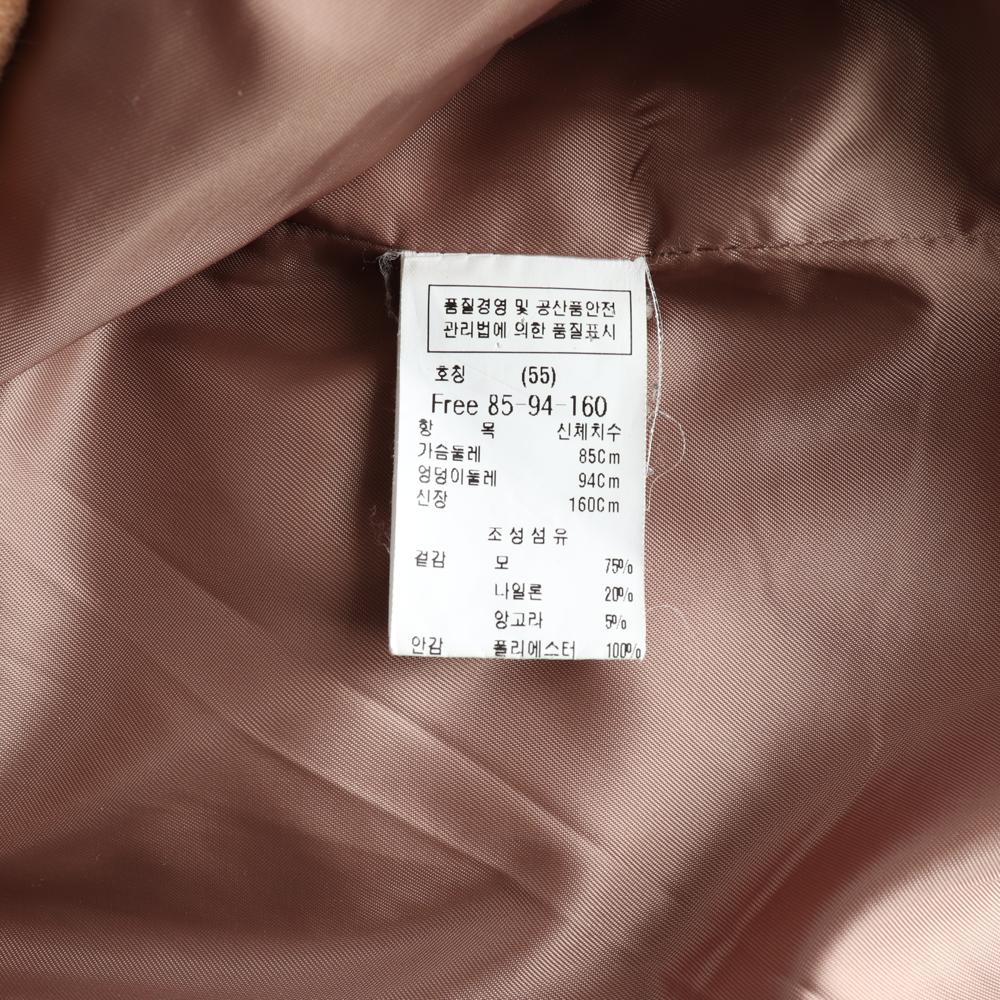 품질경영 및 공산품안전
관리법에 의한 품질표시
호칭 (55)
Free 85-94-160
항 목 신체치수
가슴둘레 85Cm
엉덩이둘레 94Cm
신장 160Cm
조성섬유
겉감 모 75%
나일론 20%
앙고라 5%
안감 폴리에스터 100%